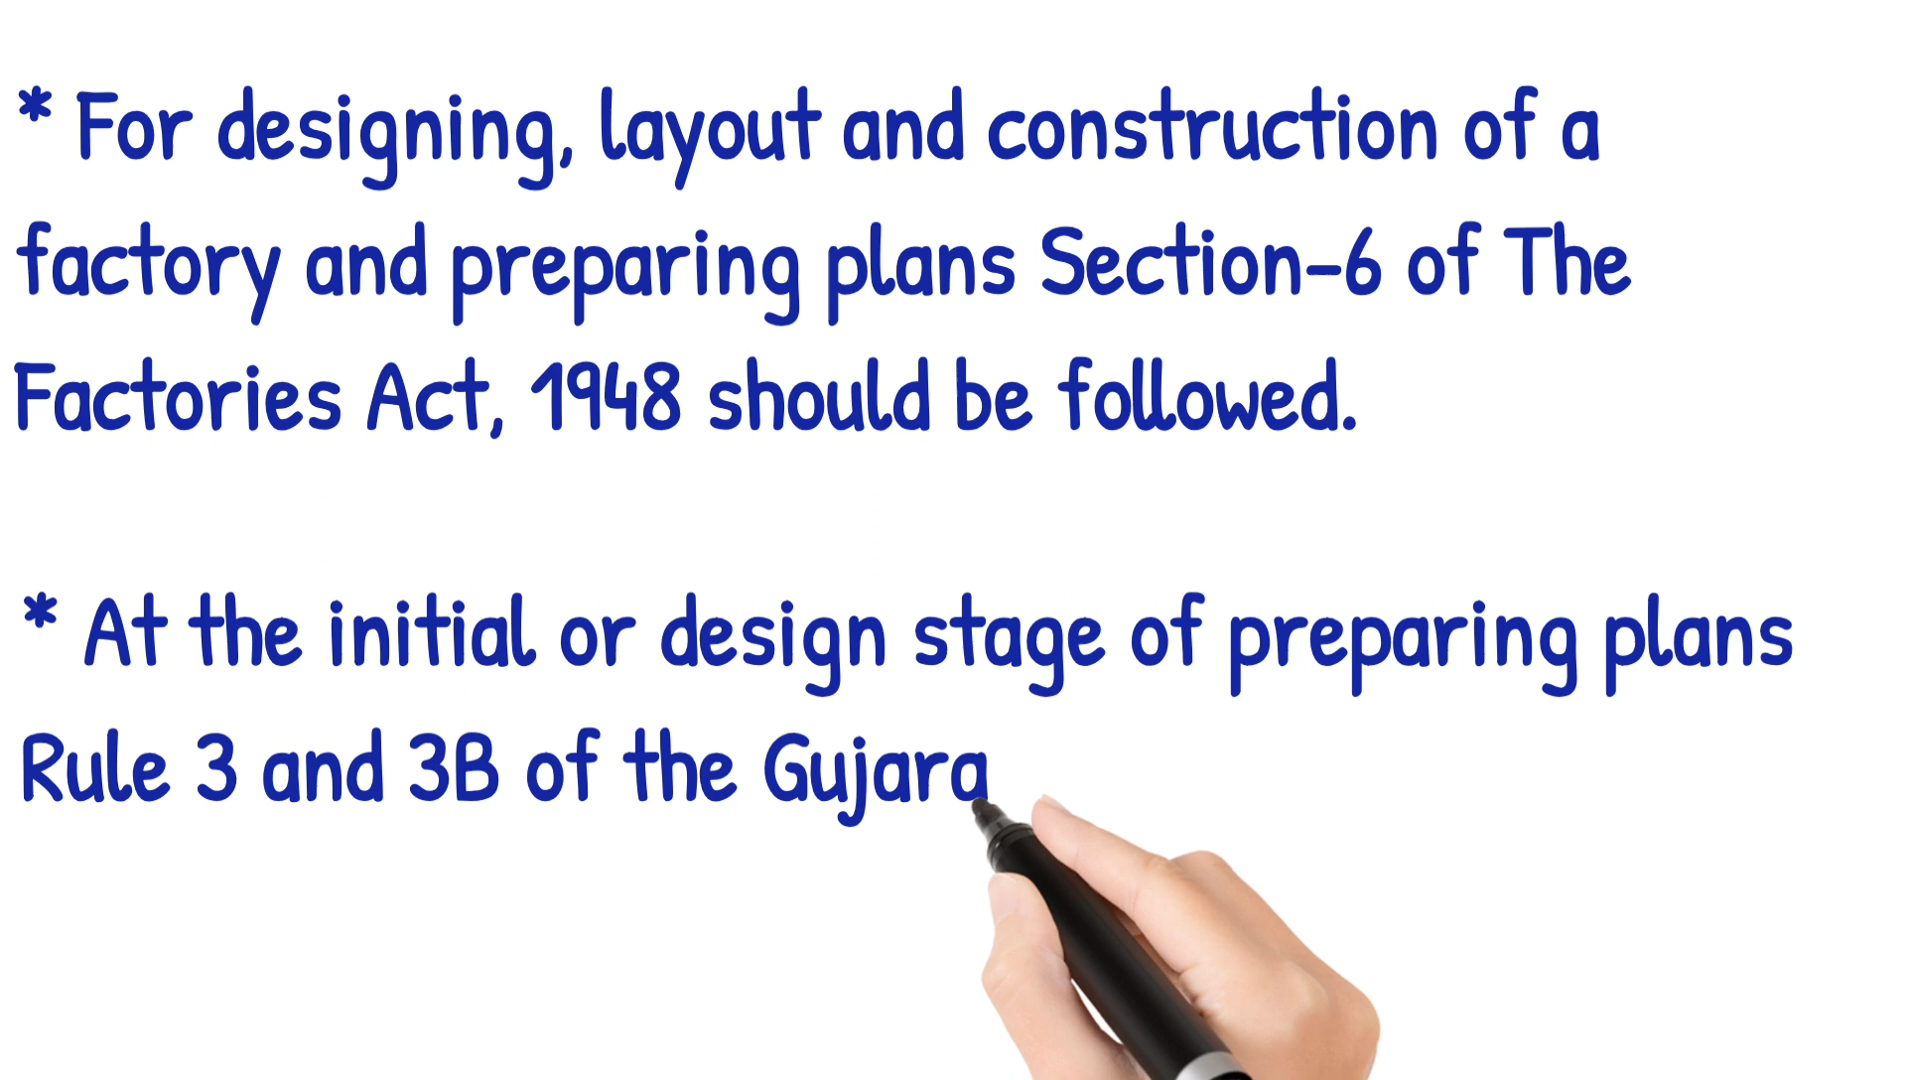 * For designing, layout and construction of a
factory and preparing plans Section-6 of The
Factories Act, 1948 should be followed.
* At the initial or design stage of preparing plans
Rule 3 and 3B of the Gujara